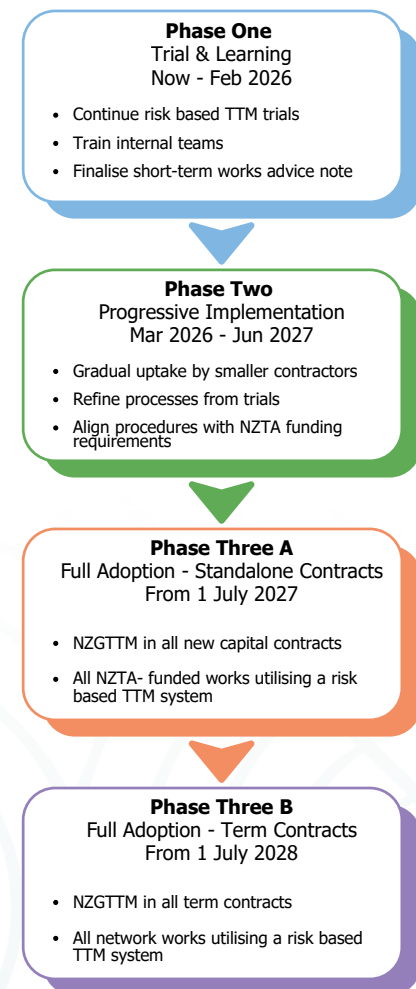 Phase One
Trial & Learning
Now - Feb 2026
• Continue risk based TTM trials
• Train internal teams
• Finalise short-term works advice note
Phase Two
Progressive Implementation
Mar 2026 - Jun 2027
• Gradual uptake by smaller contractors
• Refine processes from trials
• Align procedures with NZTA funding
requirements
Phase Three A
Full Adoption - Standalone Contracts
From 1 July 2027
• NZGTTM in all new capital contracts
• All NZTA- funded works utilising a risk
based TTM system
Phase Three B
Full Adoption - Term Contracts
From 1 July 2028
• NZGTTM in all term contracts
• All network works utilising a risk based
TTM system